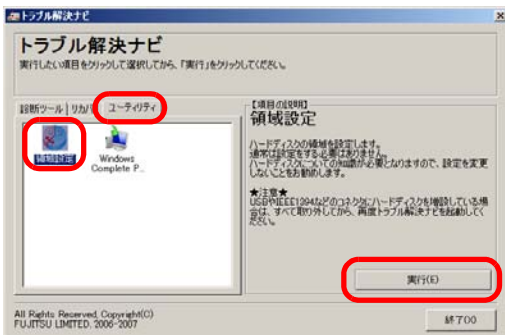 トラブル解決ナビ
トラブル解決ナビ
実行したい項目をクリックして選択してから、「実行」をクリックしてください。
診断ツール
リカバリ
ユーティリティ
領域設定
Windows
Complete P...
【項目の説明】
領域設定
ハードディスクの領域を設定します。
通常は設定をする必要はありません。
ハードディスクについての知識が必要となりますので、設定を変更
しないことをお勧めします。
★注意★
USBやIEEE1394などのコネクタにハードディスクを増設している場
合は、すべて取り外してから、再度トラブル解決ナビを起動してく
ださい。
実行(E)
All Rights Reserved, Copyright(C)
FUJITSU LIMITED. 2006-2007
終了(X)